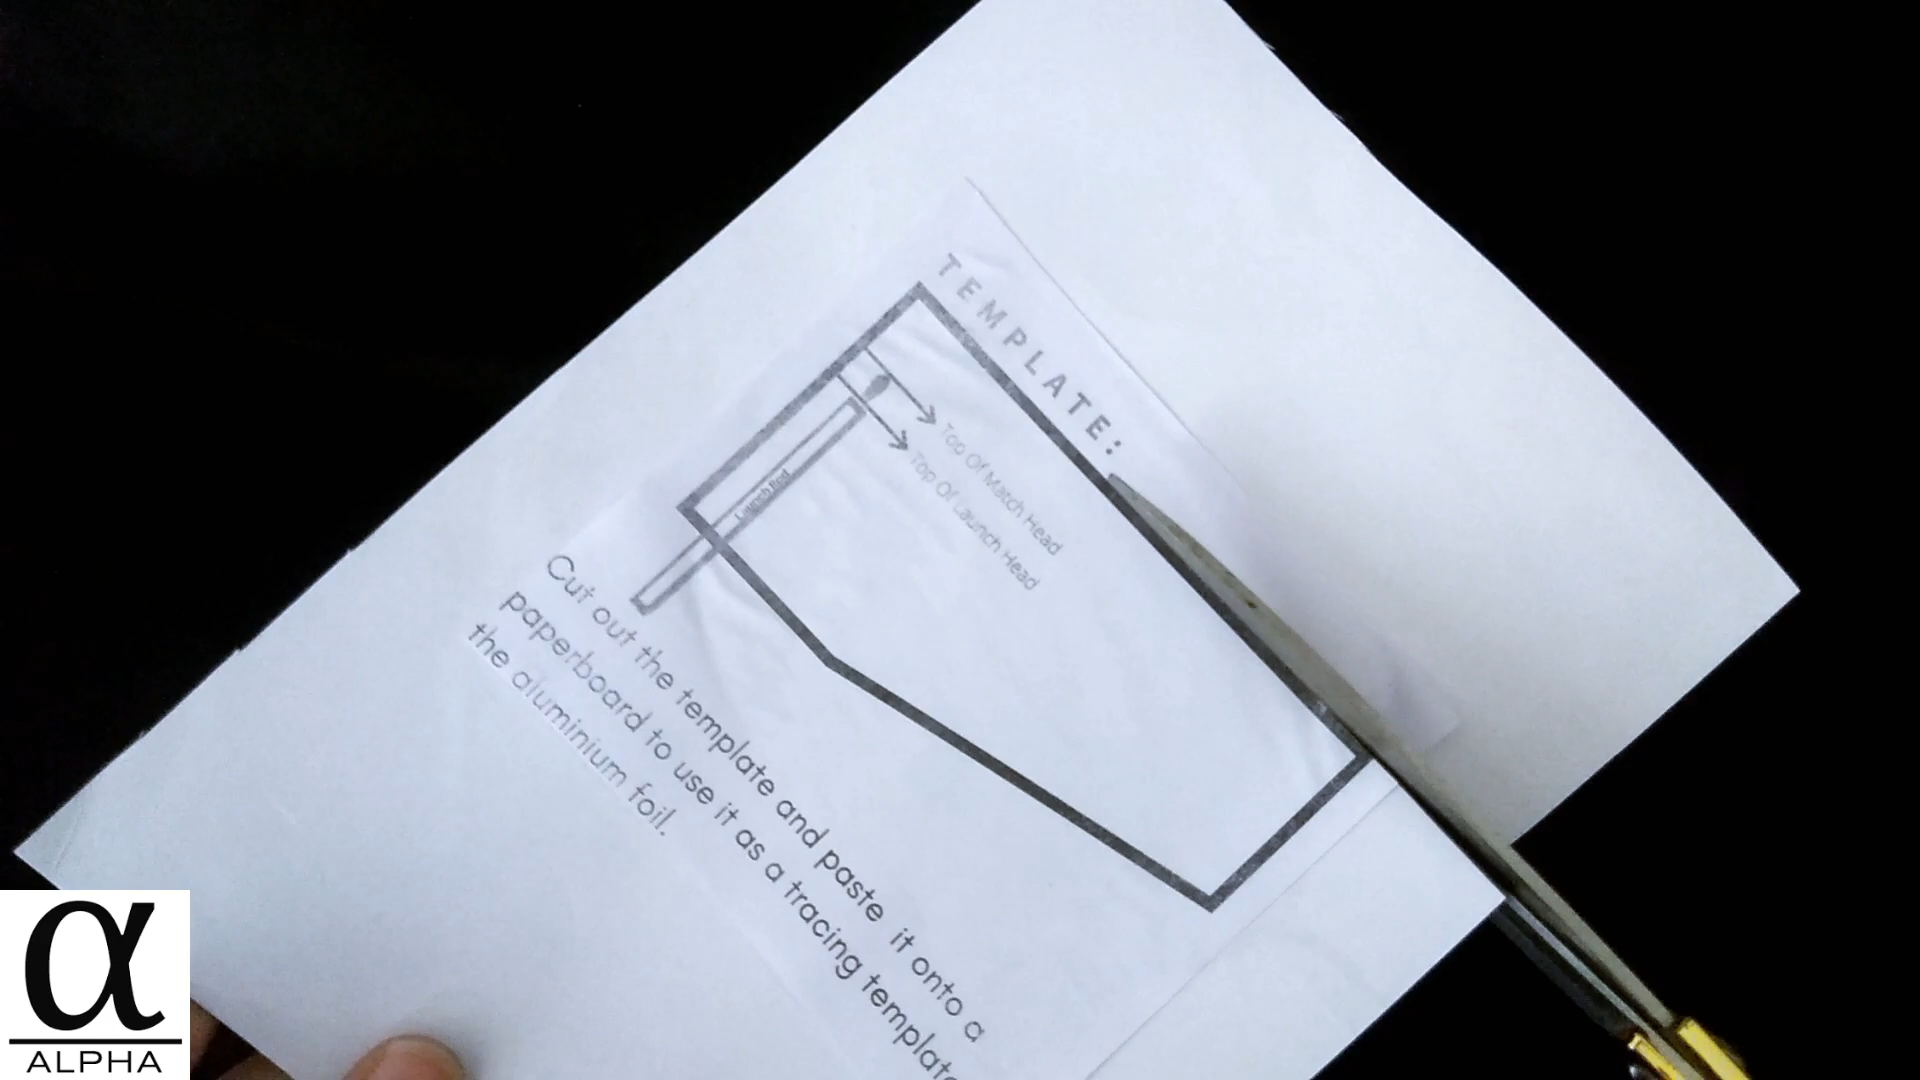 TEMPLATE:
Top Of Match Head
Top Of Launch Head
Launch Rod
Cut out the template and paste it onto a
paperboard to use it as a tracing template
the aluminium foil.
α
ALPHA